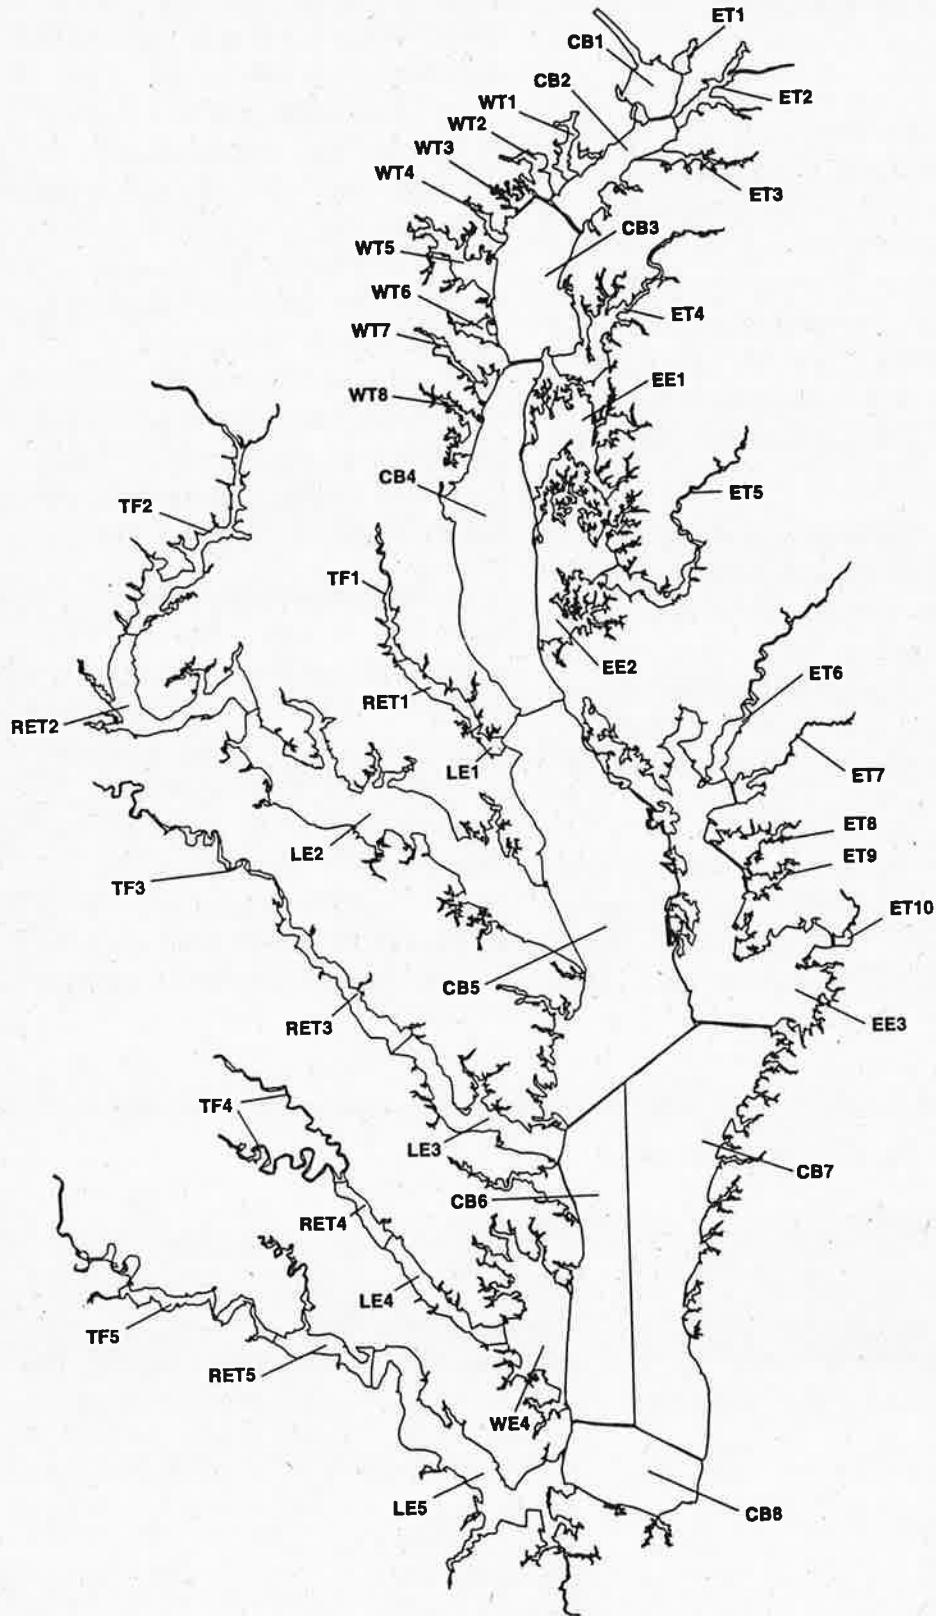 ET1
CB1
CB2
ET2
WT1
WT2
WT3
WT4
ET3
CB3
WT5
WT6
ET4
WT7
EE1
WT8
CB4
ET5
TF2
TF1
EE2
ET6
RET1
RET2
LE1
ET7
ET8
LE2
ET9
TF3
ET10
CB5
EE3
RET3
TF4
LE3
CB7
CB6
RET4
LE4
TF5
RET5
WE4
LE5
CB8